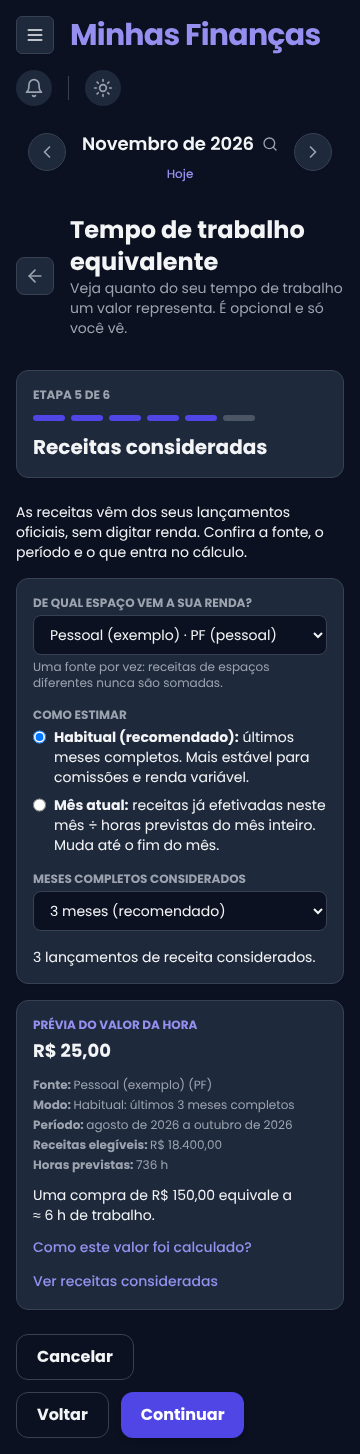 Minhas Finanças
Novembro de 2026
Hoje
Tempo de trabalho
equivalente
Veja quanto do seu tempo de trabalho
um valor representa. É opcional e só
você vê.
ETAPA 5 DE 6
Receitas consideradas
As receitas vêm dos seus lançamentos
oficiais, sem digitar renda. Confira a fonte, o
período e o que entra no cálculo.
DE QUAL ESPAÇO VEM A SUA RENDA?
Pessoal (exemplo) · PF (pessoal)
Uma fonte por vez: receitas de espaços
diferentes nunca são somadas.
COMO ESTIMAR
Habitual (recomendado): últimos
meses completos. Mais estável para
comissões e renda variável.
Mês atual: receitas já efetivadas neste
mês ÷ horas previstas do mês inteiro.
Muda até o fim do mês.
MESES COMPLETOS CONSIDERADOS
3 meses (recomendado)
3 lançamentos de receita considerados.
PRÉVIA DO VALOR DA HORA
R$ 25,00
Fonte: Pessoal (exemplo) (PF)
Modo: Habitual: últimos 3 meses completos
Período: agosto de 2026 a outubro de 2026
Receitas elegíveis: R$ 18.400,00
Horas previstas: 736 h
Uma compra de R$ 150,00 equivale a
≈ 6 h de trabalho.
Como este valor foi calculado?
Ver receitas consideradas
Cancelar
Voltar
Continuar